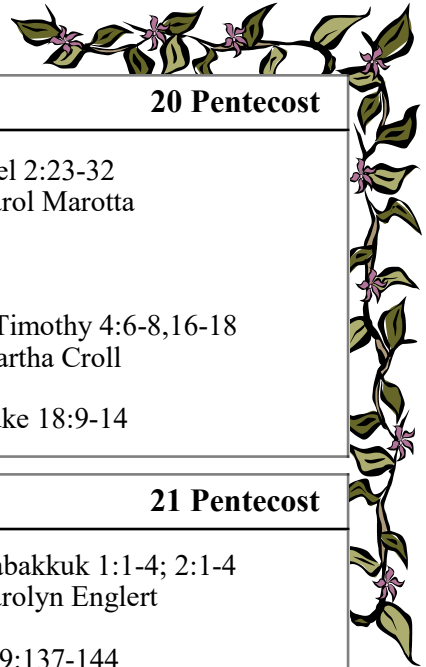 20 Pentecost
el 2:23-32
rol Marotta
Timothy 4:6-8,16-18
artha Croll
ke 18:9-14
21 Pentecost
abakkuk 1:1-4; 2:1-4
arolyn Englert
9:137-144